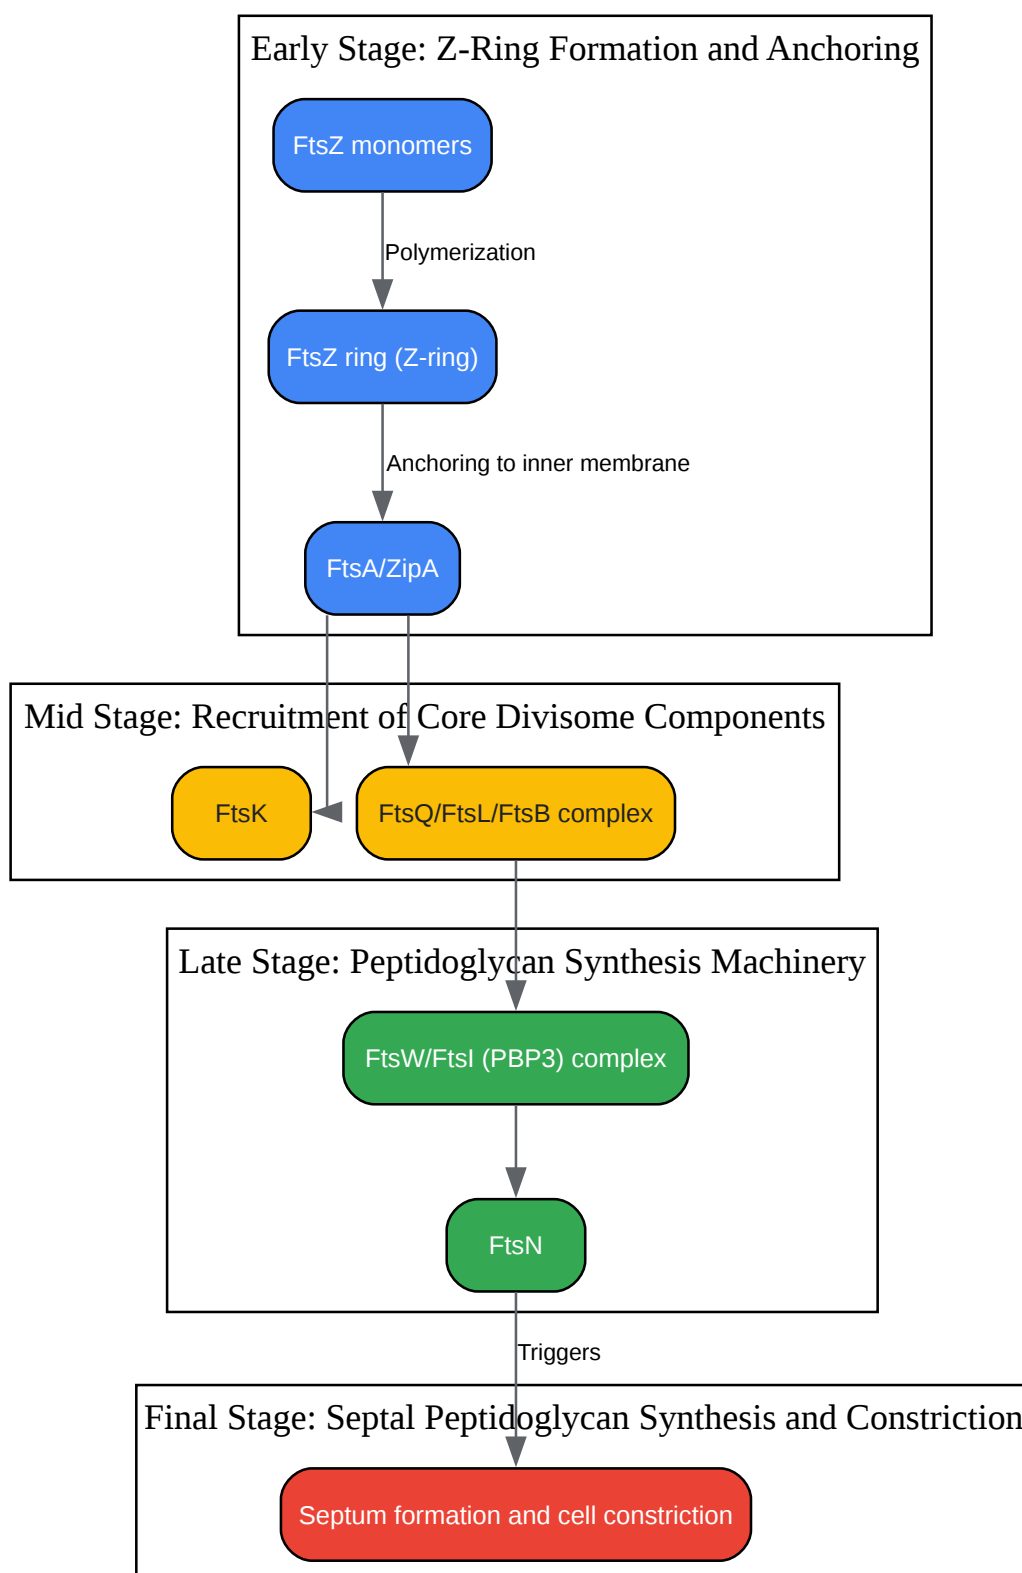 Early Stage: Z-Ring Formation and Anchoring
FtsZ monomers
Polymerization
FtsZ ring (Z-ring)
Anchoring to inner membrane
FtsA/ZipA
Mid Stage: Recruitment of Core Divisome Components
FtsK
FtsQ/FtsL/FtsB complex
Late Stage: Peptidoglycan Synthesis Machinery
FtsW/FtsI (PBP3) complex
FtsN
Triggers
Final Stage: Septal Peptidoglycan Synthesis and Constriction
Septum formation and cell constriction